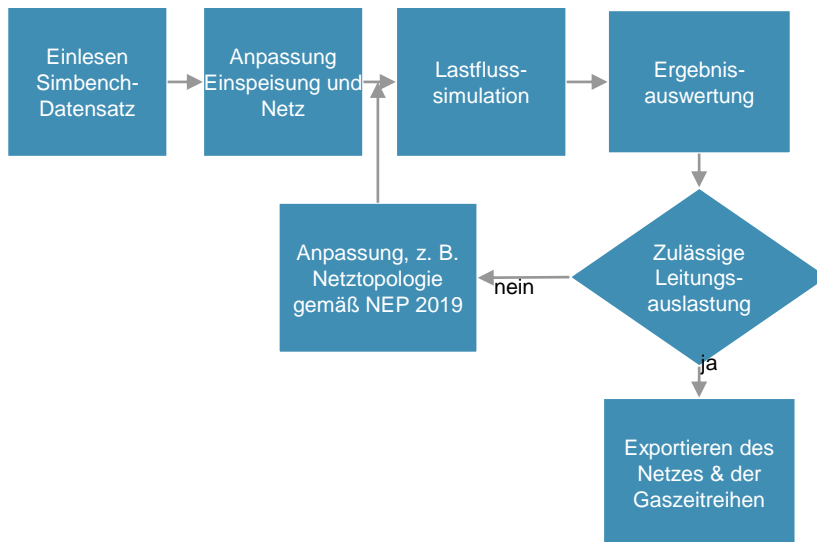 Einlesen
Simbench-
Datensatz
Anpassung
Einspeisung und
Netz
Lastfluss-
simulation
Ergebnis-
auswertung
Zulässige
Leitungs-
auslastung
nein
Anpassung, z. B.
Netztopologie
gemäß NEP 2019
ja
Exportieren des
Netzes & der
Gaszeitreihen